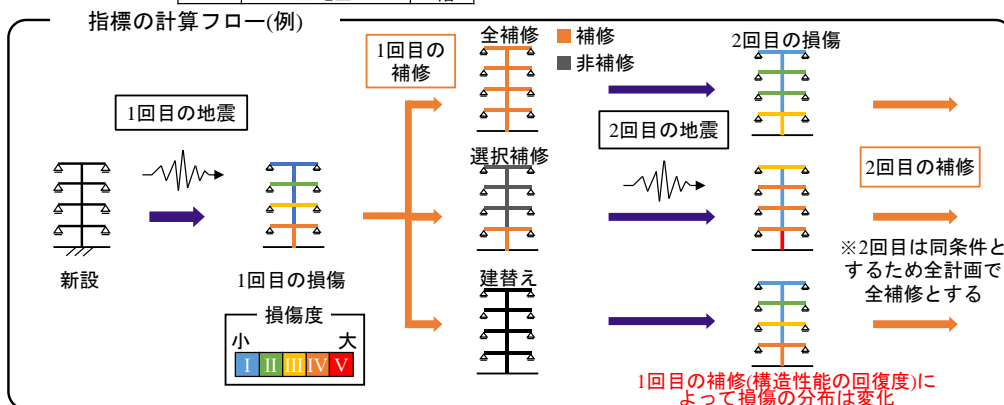 指標の計算フロー(例)
1回目の地震
新設
1回目の損傷
損傷度
小 大
I II III IV V
1回目の
補修
全補修
補修
非補修
選択補修
建替え
2回目の地震
2回目の損傷
2回目の補修
※2回目は同条件と
するため全計画で
全補修とする
1回目の補修(構造性能の回復度)に
よって損傷の分布は変化